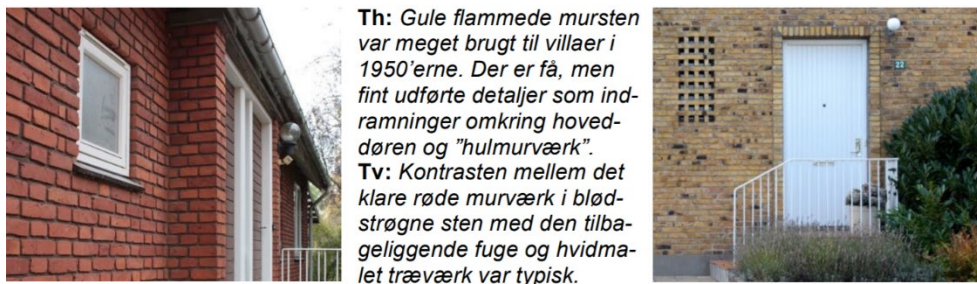 Th: Gule flammede mursten
var meget brugt til villaer i
1950’erne. Der er få, men
fint udførte detaljer som ind-
ramninger omkring hoved-
døren og ”hulmurværk”.
Tv: Kontrasten mellem det
klare røde murværk i blød-
strøgne sten med den tilba-
geliggende fuge og hvidma-
let træværk var typisk.
22